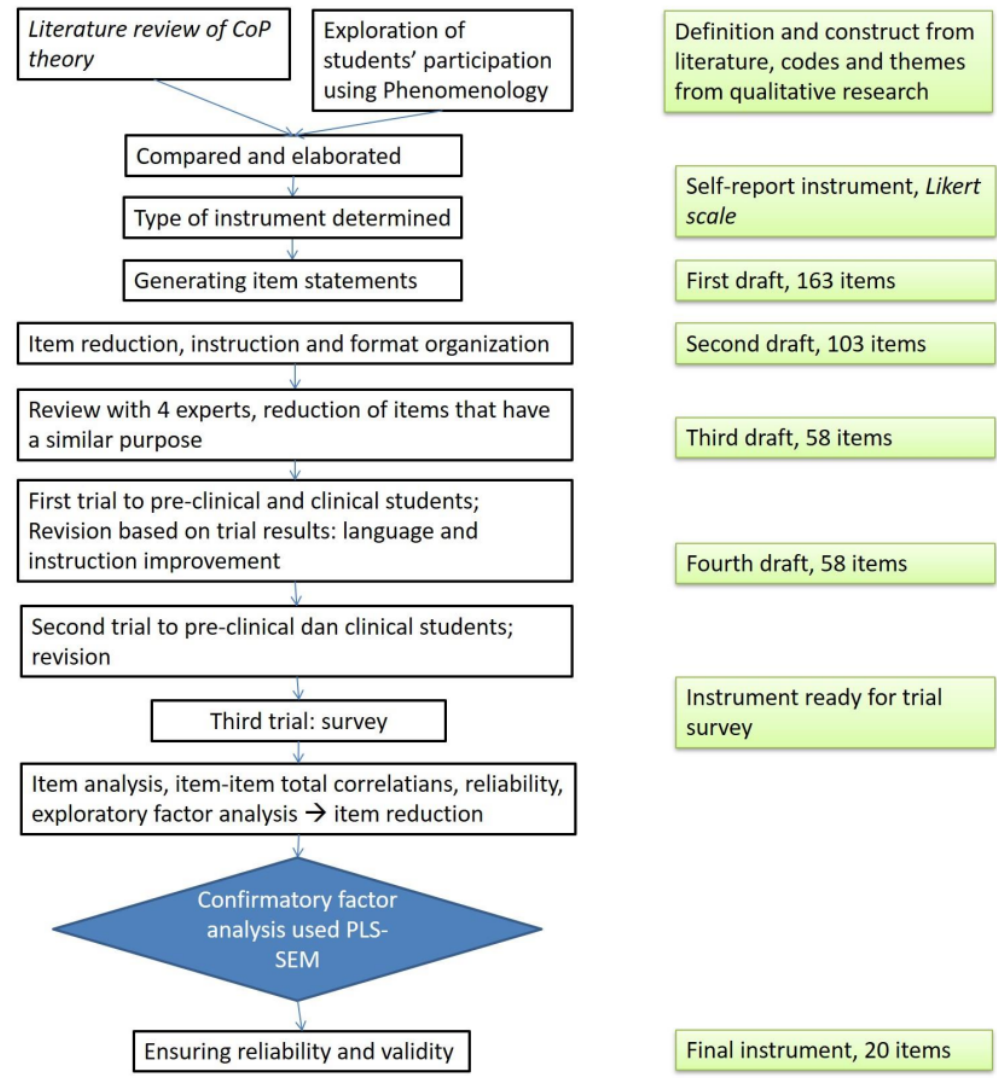 Literature review of CoP
theory
Exploration of
students’ participation
using Phenomenology
Definition and construct from
literature, codes and themes
from qualitative research
Compared and elaborated
Type of instrument determined
Self-report instrument, Likert
scale
Generating item statements
First draft, 163 items
Item reduction, instruction and format organization
Second draft, 103 items
Review with 4 experts, reduction of items that have
a similar purpose
Third draft, 58 items
First trial to pre-clinical and clinical students;
Revision based on trial results: language and
instruction improvement
Fourth draft, 58 items
Second trial to pre-clinical dan clinical students;
revision
Third trial: survey
Instrument ready for trial
survey
Item analysis, item-item total correlatians, reliability,
exploratory factor analysis → item reduction
Confirmatory factor
analysis used PLS-
SEM
Ensuring reliability and validity
Final instrument, 20 items